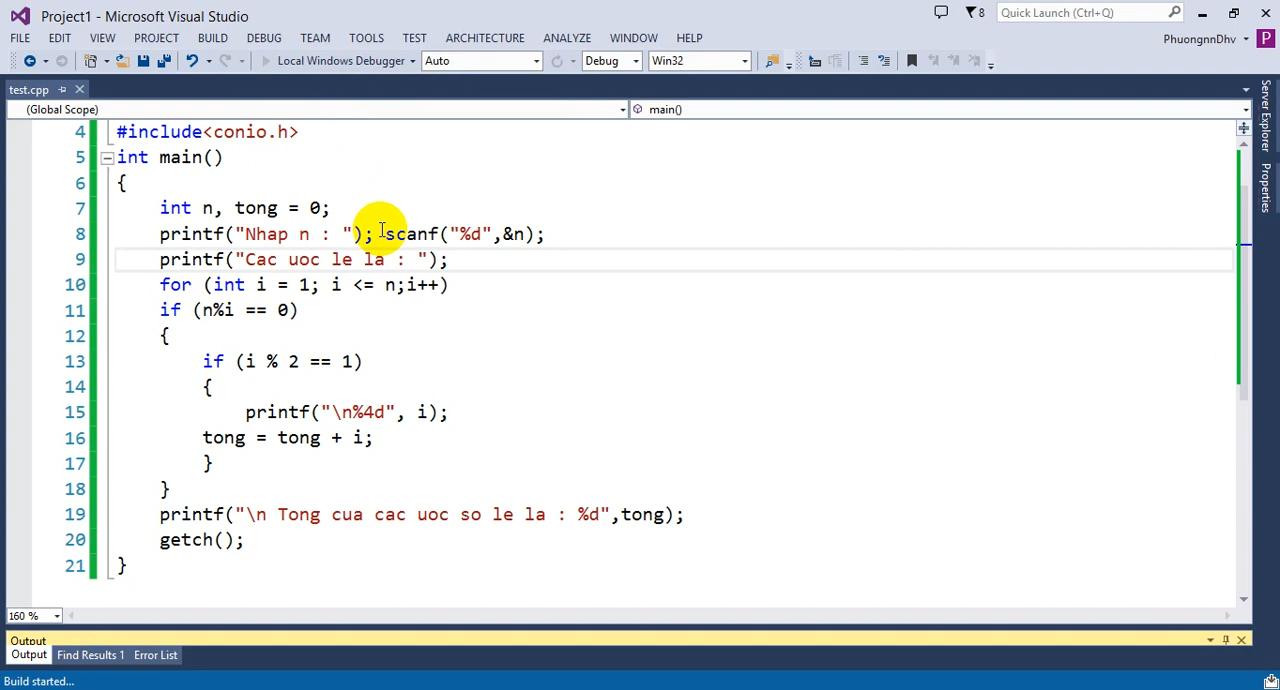 Project1 - Microsoft Visual Studio
8
Quick Launch (Ctrl+Q)
FILE EDIT VIEW PROJECT BUILD DEBUG TEAM TOOLS TEST ARCHITECTURE ANALYZE WINDOW HELP
PhuongnnDhv
P
Local Windows Debugger Auto Debug Win32
test.cpp
(Global Scope) main()
4 #include<conio.h>
5 int main()
6 {
7 int n, tong = 0;
8 printf("Nhap n : "); scanf("%d",&n);
9 printf("Cac uoc le la : ");
10 for (int i = 1; i <= n;i++)
11 if (n%i == 0)
12 {
13 if (i % 2 == 1)
14 {
15 printf("\n%4d", i);
16 tong = tong + i;
17 }
18 }
19 printf("\n Tong cua cac uoc so le la : %d",tong);
20 getch();
21 }
160 %
Output
Output Find Results 1 Error List
Build started...
Server Explorer
Properties